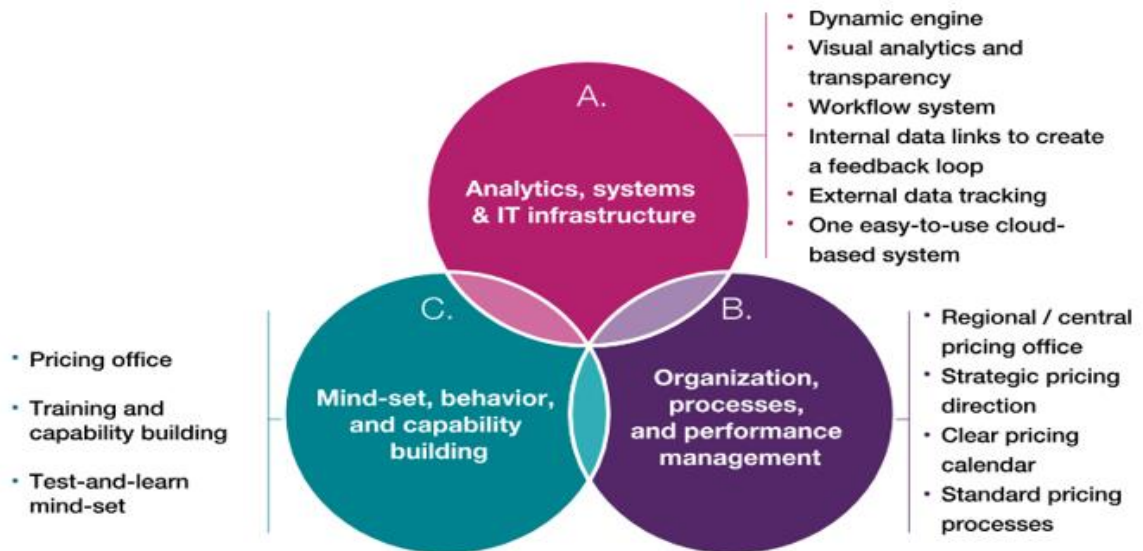 A.
Analytics, systems
& IT infrastructure
• Dynamic engine
• Visual analytics and
transparency
• Workflow system
• Internal data links to create
a feedback loop
• External data tracking
• One easy-to-use cloud-
based system
B.
Organization,
processes,
and performance
management
• Regional / central
pricing office
• Strategic pricing
direction
• Clear pricing
calendar
• Standard pricing
processes
C.
Mind-set, behavior,
and capability
building
• Pricing office
• Training and
capability building
• Test-and-learn
mind-set